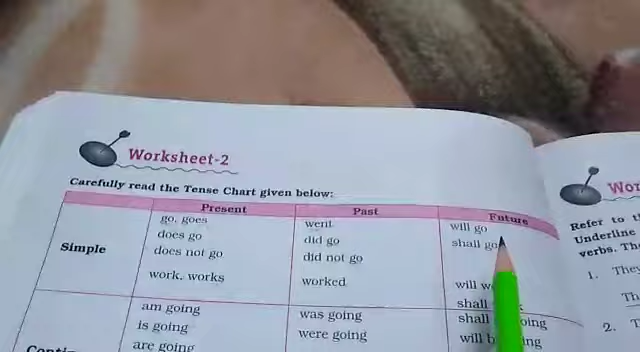 Worksheet-2
Carefully read the Tense Chart given below:
Present Past Future
go, goes went will go
does go did go shall go
Simple does not go did not go
work, works worked will
shall
am going was going shall
is going were going will
are going
Refer to
Underline
verbs.
1. They
2.